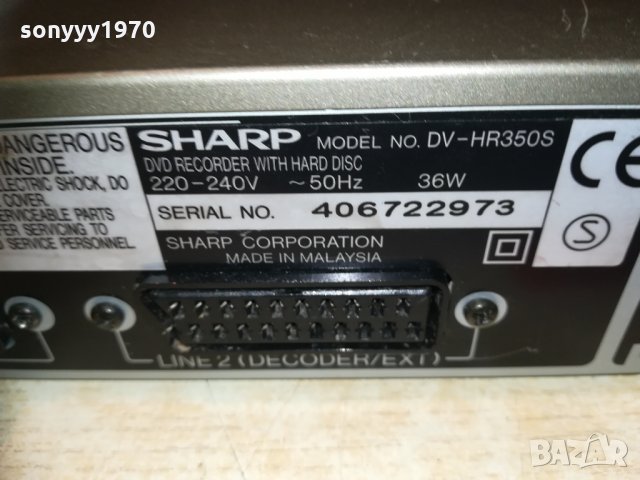 sonyyy1970
DANGEROUS
INSIDE.
ELECTRIC SHOCK, DO
COVER.
SERVICEABLE PARTS
SERVICING TO
SERVICE PERSONNEL
SHARP MODEL NO. DV-HR350S
DVD RECORDER WITH HARD DISC
220-240V ~50Hz 36W
SERIAL NO. 406722973
SHARP CORPORATION
MADE IN MALAYSIA
CE
S
LINE 2 (DECODER/EXT)
BAZAR